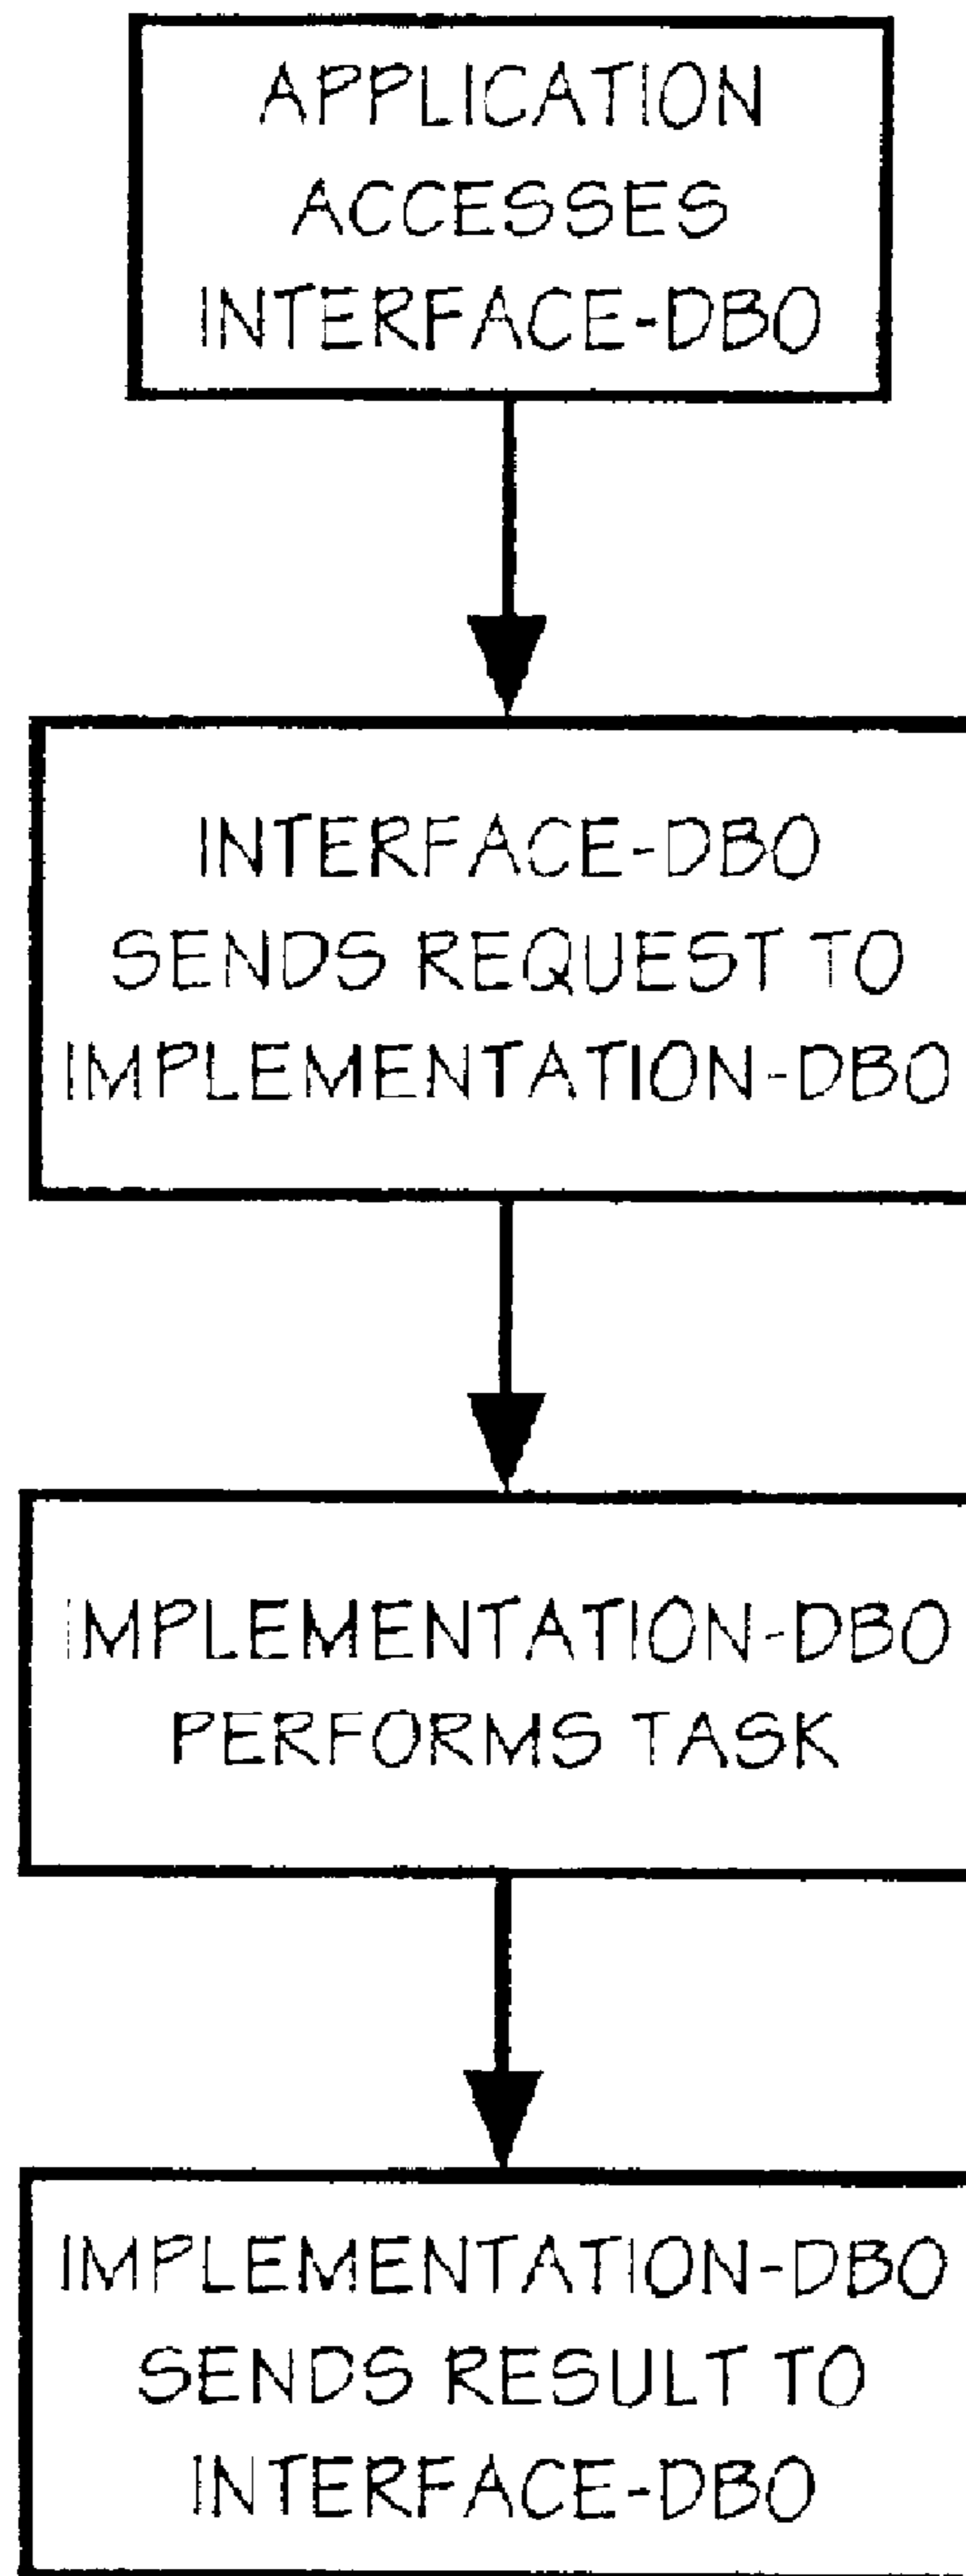 APPLICATION
ACCESSES
INTERFACE-DBO
INTERFACE-DBO
SENDS REQUEST TO
IMPLEMENTATION-DBO
IMPLEMENTATION-DBO
PERFORMS TASK
IMPLEMENTATION-DBO
SENDS RESULT TO
INTERFACE-DBO